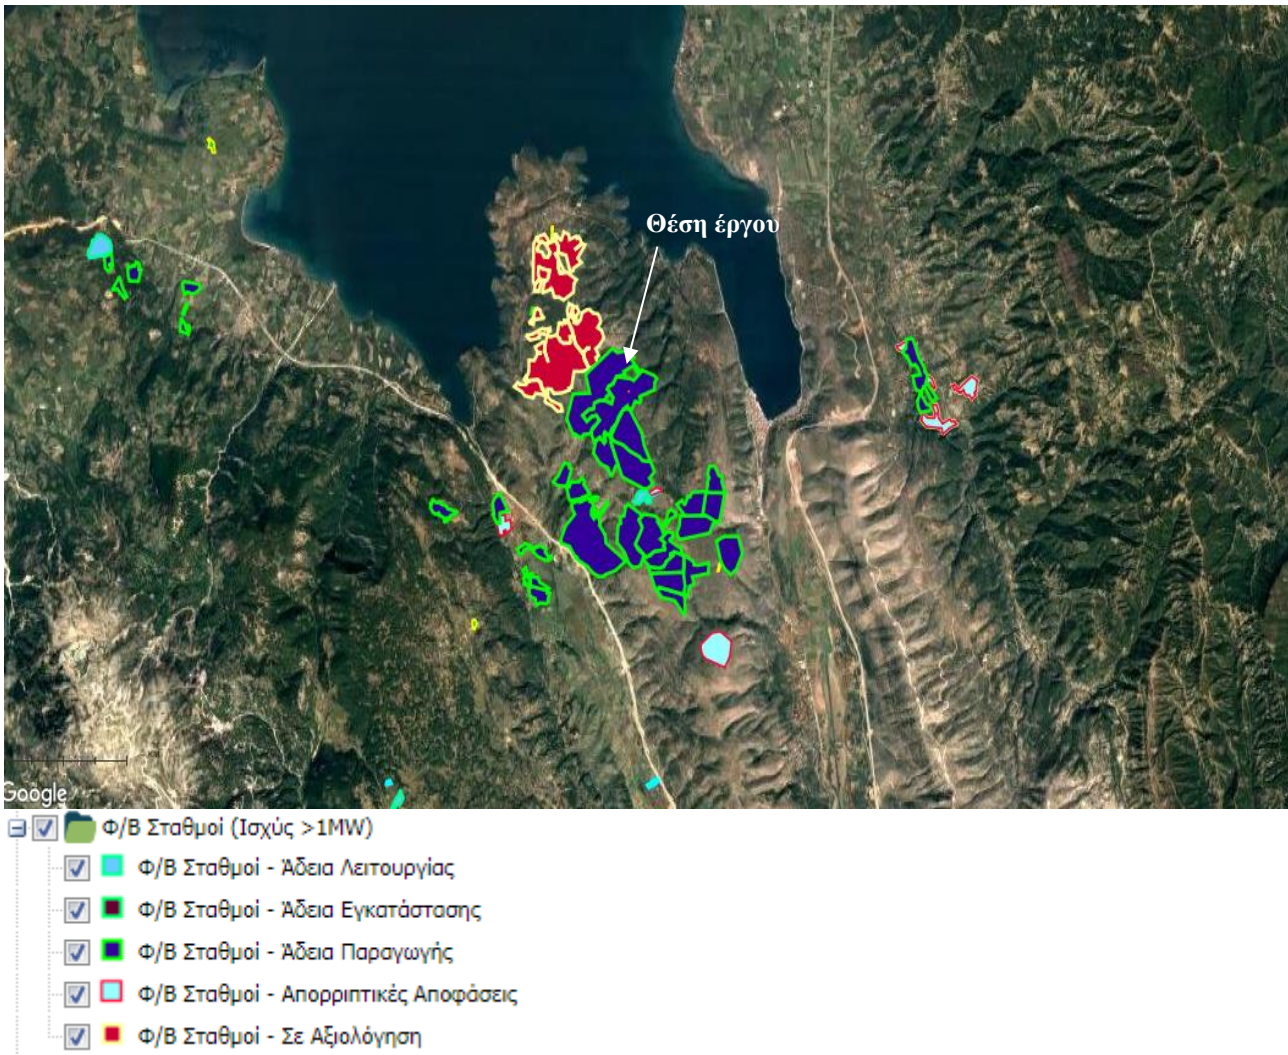 Θέση έργου
Google
Φ/Β Σταθμοί (Ισχύς >1MW)
Φ/Β Σταθμοί - Άδεια Λειτουργίας
Φ/Β Σταθμοί - Άδεια Εγκατάστασης
Φ/Β Σταθμοί - Άδεια Παραγωγής
Φ/Β Σταθμοί - Απορριπτικές Αποφάσεις
Φ/Β Σταθμοί - Σε Αξιολόγηση